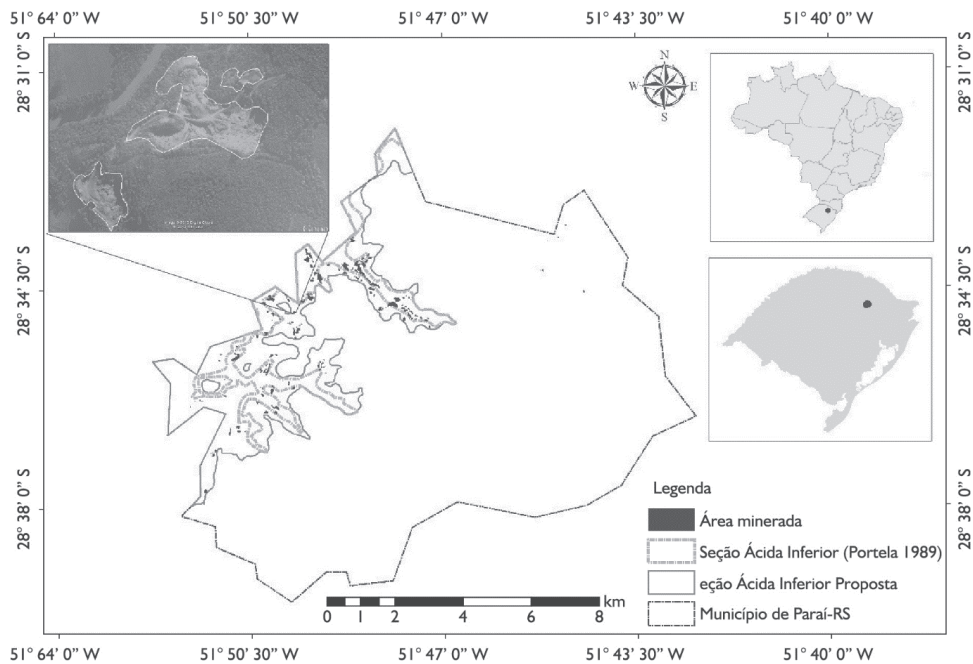 51° 64’ 0” W
51° 50’ 30” W
51° 47’ 0” W
51° 43’ 30” W
51° 40’ 0” W
28° 31’ 0” S
28° 31’ 0” S
N
W
E
S
28° 34’ 30” S
28° 34’ 30” S
28° 38’ 0” S
28° 38’ 0” S
Legenda
Área minerada
Seção Ácida Inferior (Portela 1989)
eção Ácida Inferior Proposta
Município de Paraí-RS
km
0 1 2 4 6 8
51° 64’ 0” W
51° 50’ 30” W
51° 47’ 0” W
51° 43’ 30” W
51° 40’ 0” W